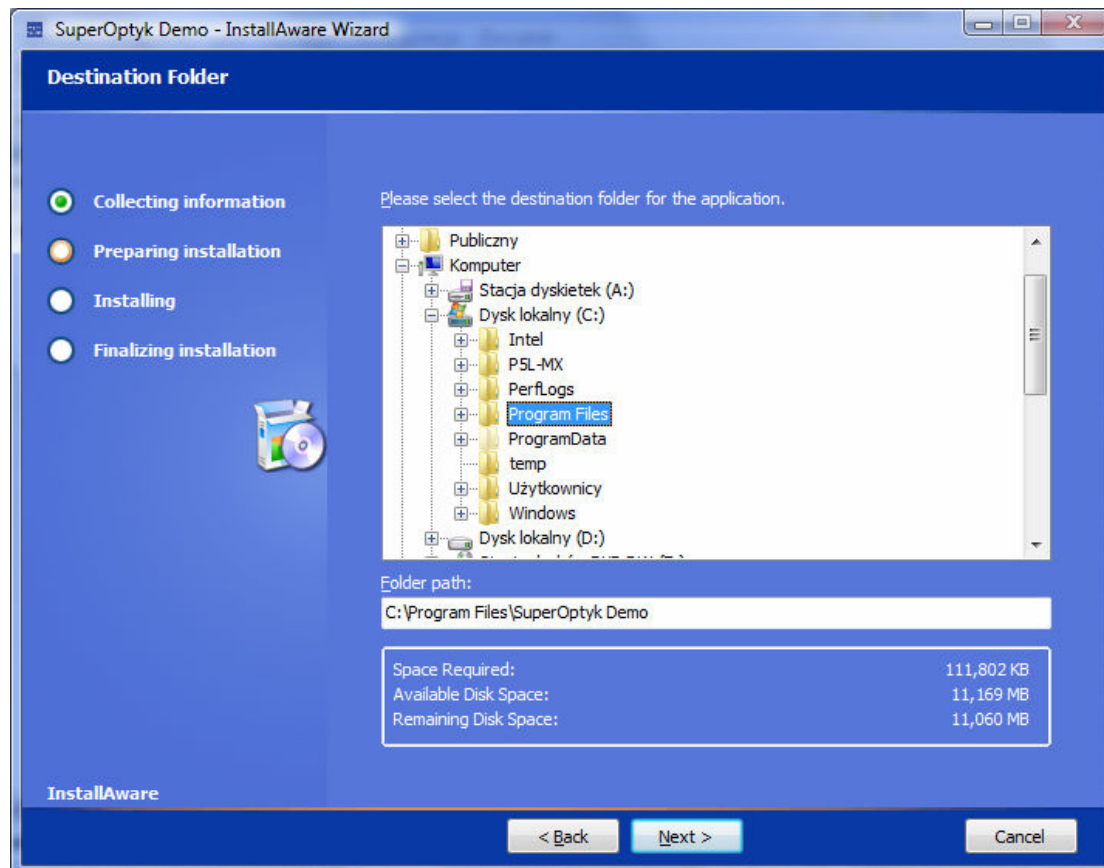 SuperOptyk Demo - InstallAware Wizard
Destination Folder
Collecting information
Preparing installation
Installing
Finalizing installation
Please select the destination folder for the application.
Publiczny
Komputer
Stacja dyskietek (A:)
Dysk lokalny (C:)
Intel
P5L-MX
PerfLogs
Program Files
ProgramData
temp
Użytkownicy
Windows
Dysk lokalny (D:)
Folder path:
C:\Program Files\SuperOptyk Demo
Space Required: 111,802 KB
Available Disk Space: 11,169 MB
Remaining Disk Space: 11,060 MB
InstallAware
< Back Next > Cancel